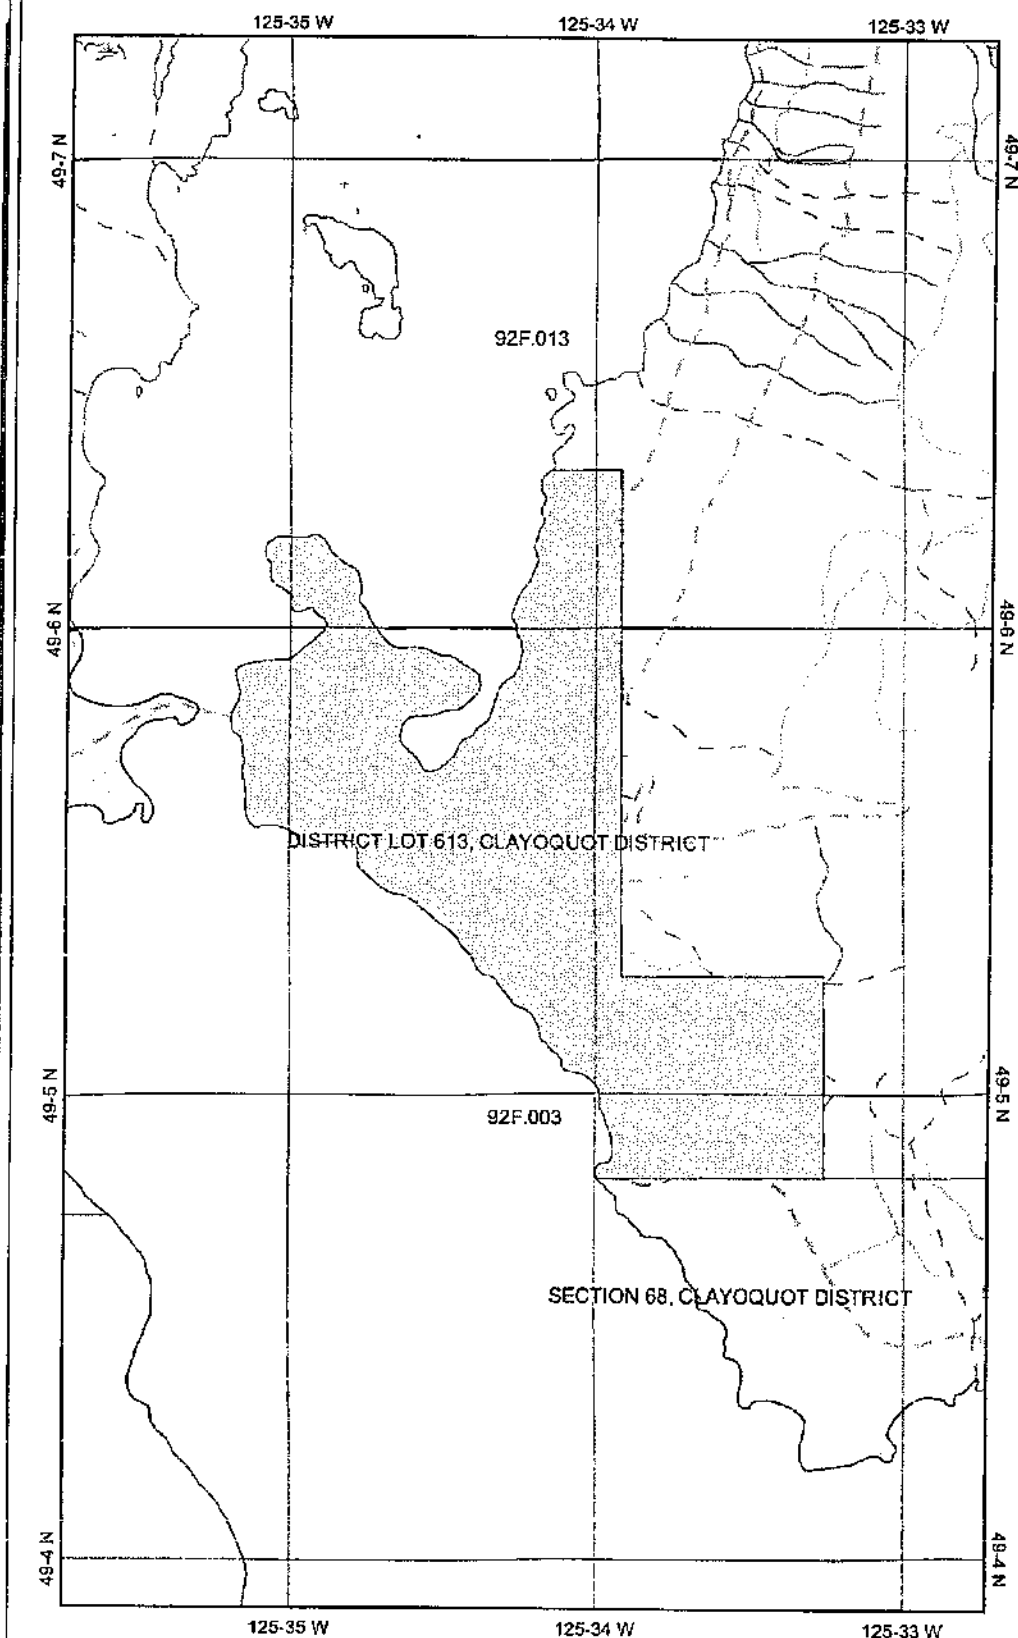 125-35 W 125-34 W 125-33 W
49-7 N 49-7 N
92F.013
49-6 N 49-6 N
DISTRICT LOT 613, CLAYOQUOT DISTRICT
49-5 N 49-5 N
92F.003
SECTION 68, CLAYOQUOT DISTRICT
49-4 N 49-4 N
125-35 W 125-34 W 125-33 W